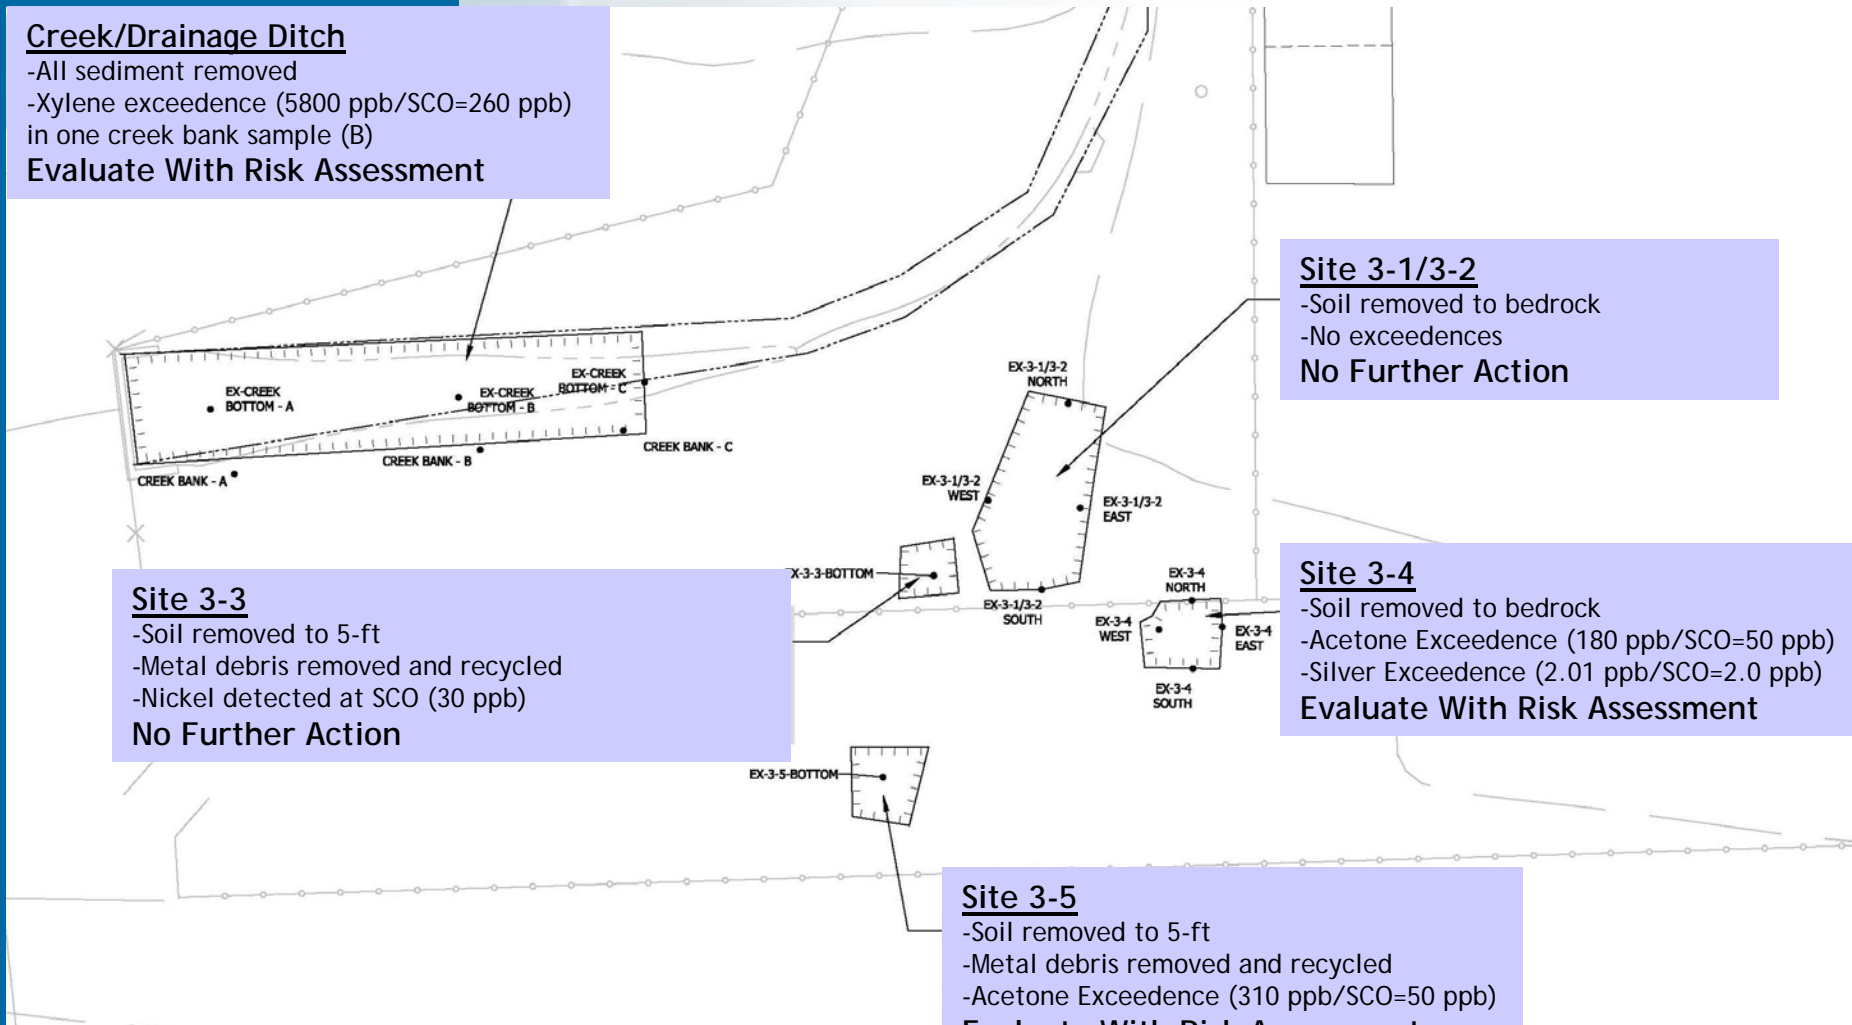 Creek/Drainage Ditch
-All sediment removed
-Xylene exceedence (5800 ppb/SCO=260 ppb)
in one creek bank sample (B)
Evaluate With Risk Assessment
Site 3-1/3-2
-Soil removed to bedrock
-No exceedences
No Further Action
EX-CREEK
BOTTOM - A
EX-CREEK
BOTTOM - B
EX-CREEK
BOTTOM - C
CREEK BANK - A
CREEK BANK - B
CREEK BANK - C
EX-3-1/3-2
NORTH
EX-3-1/3-2
WEST
EX-3-1/3-2
EAST
EX-3-1/3-2
SOUTH
Site 3-3
-Soil removed to 5-ft
-Metal debris removed and recycled
-Nickel detected at SCO (30 ppb)
No Further Action
X-3-3-BOTTOM
EX-3-4
NORTH
EX-3-4
WEST
EX-3-4
EAST
EX-3-4
SOUTH
Site 3-4
-Soil removed to bedrock
-Acetone Exceedence (180 ppb/SCO=50 ppb)
-Silver Exceedence (2.01 ppb/SCO=2.0 ppb)
Evaluate With Risk Assessment
EX-3-5-BOTTOM
Site 3-5
-Soil removed to 5-ft
-Metal debris removed and recycled
-Acetone Exceedence (310 ppb/SCO=50 ppb)
Evaluate With Risk Assessment